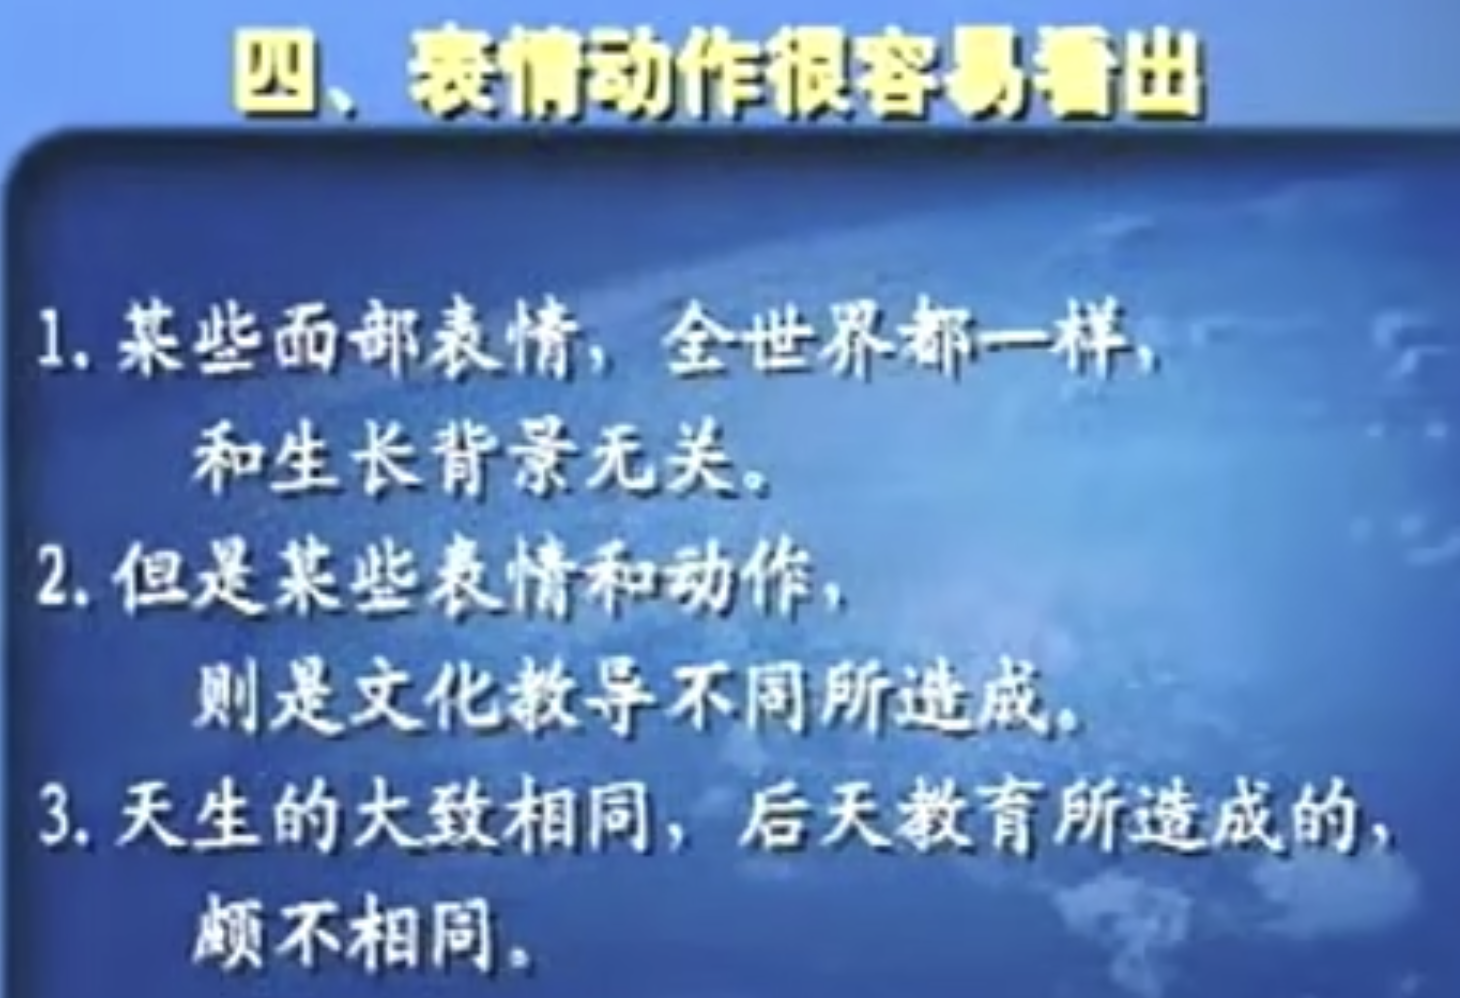 四、表情动作很容易看出
1.某些面部表情，全世界都一样，
和生长背景无关。
2.但是某些表情和动作，
则是文化教导不同所造成。
3.天生的大致相同，后天教育所造成的，
颇不相同。